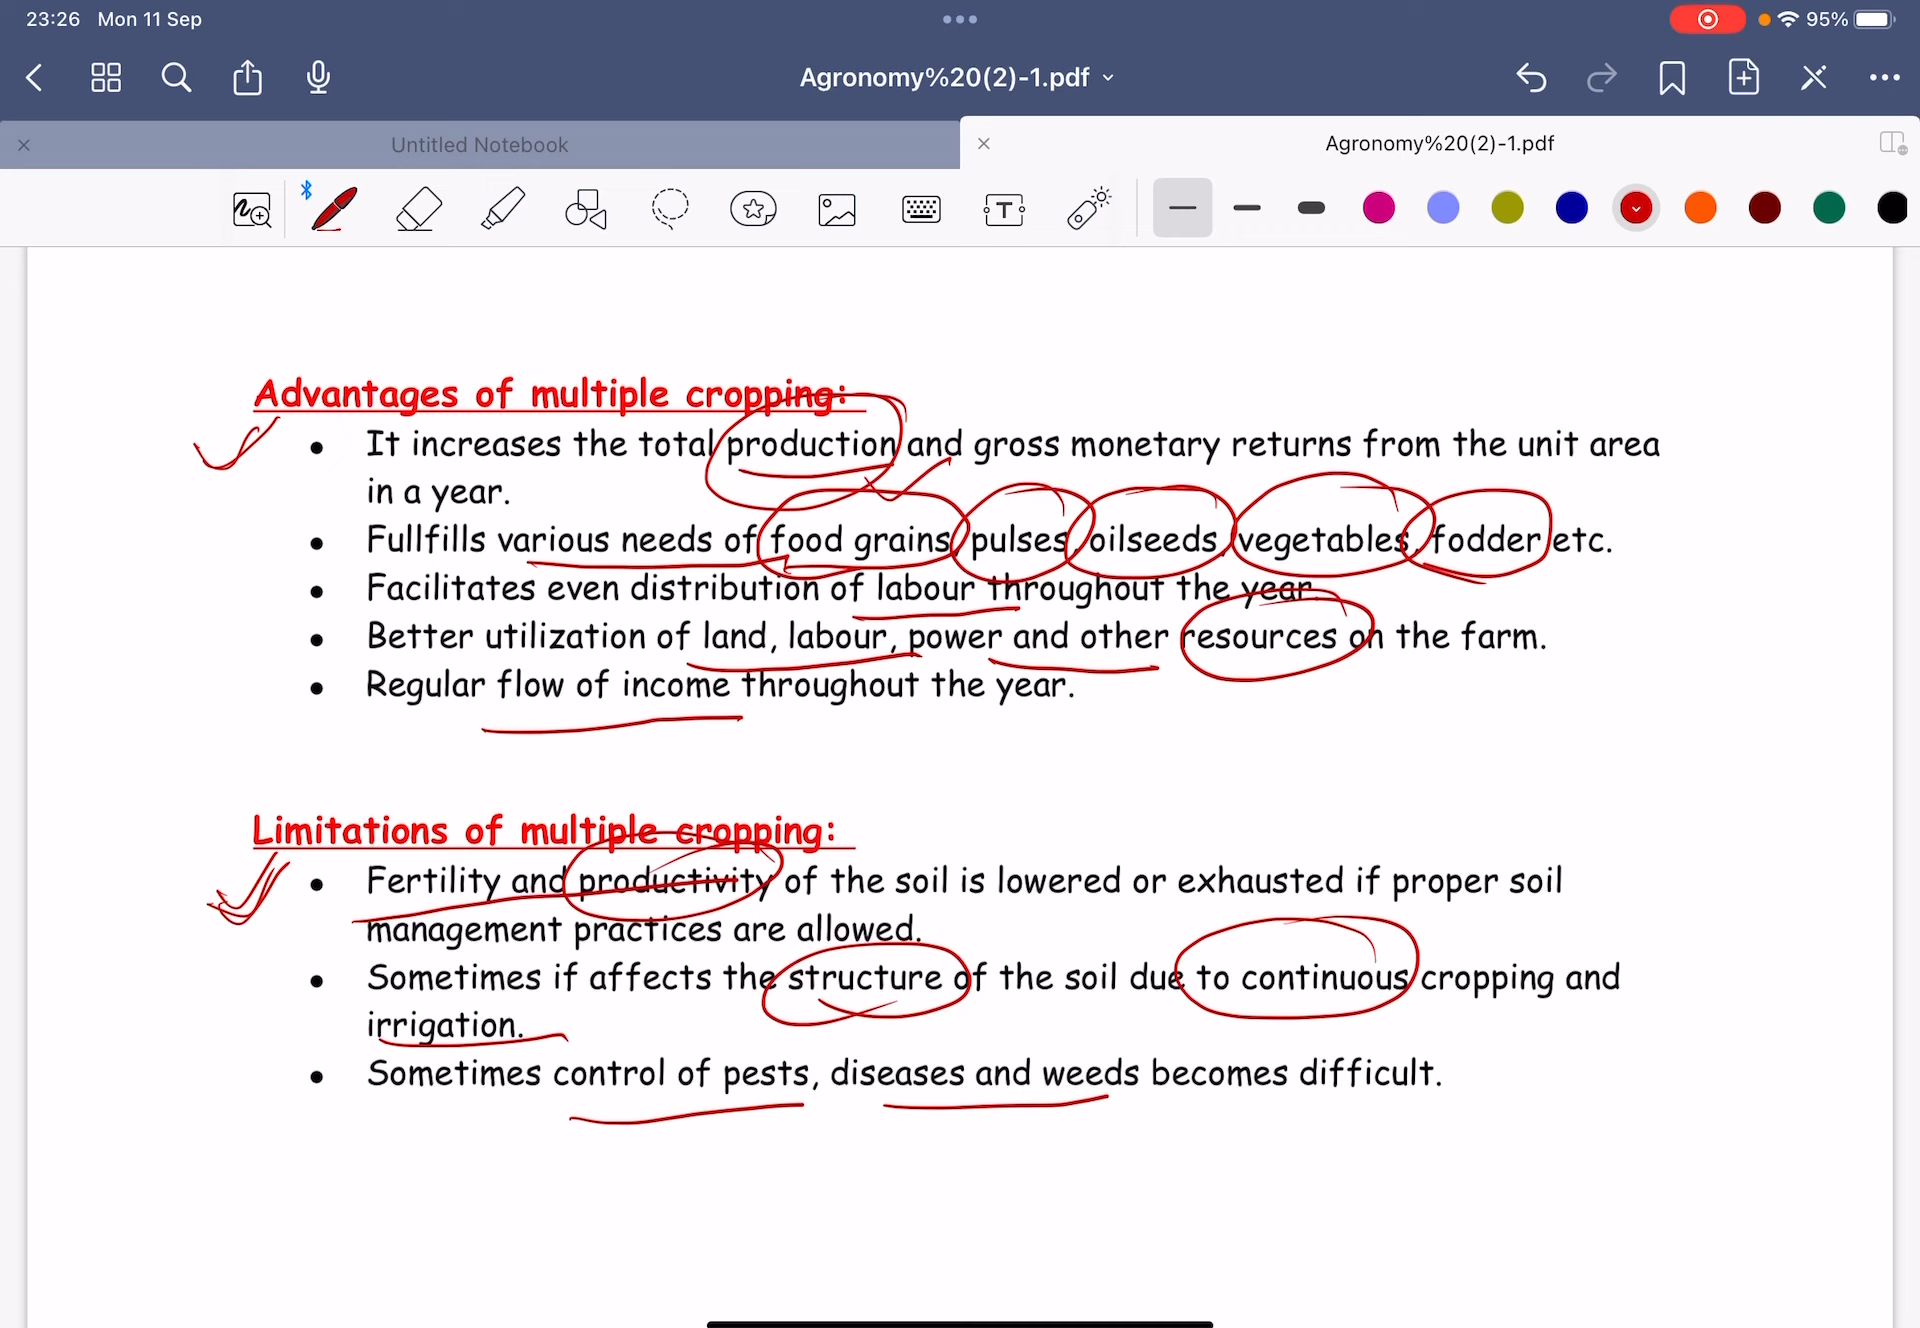 23:26 Mon 11 Sep
95%
Agronomy%20(2)-1.pdf
Untitled Notebook
Agronomy%20(2)-1.pdf
T
Advantages of multiple cropping:
• It increases the total production and gross monetary returns from the unit area
in a year.
• Fullfills various needs of food grains, pulses, oilseeds, vegetables, fodder etc.
• Facilitates even distribution of labour throughout the year.
• Better utilization of land, labour, power and other resources on the farm.
• Regular flow of income throughout the year.
Limitations of multiple cropping:
• Fertility and productivity of the soil is lowered or exhausted if proper soil
management practices are allowed.
• Sometimes if affects the structure of the soil due to continuous cropping and
irrigation.
• Sometimes control of pests, diseases and weeds becomes difficult.